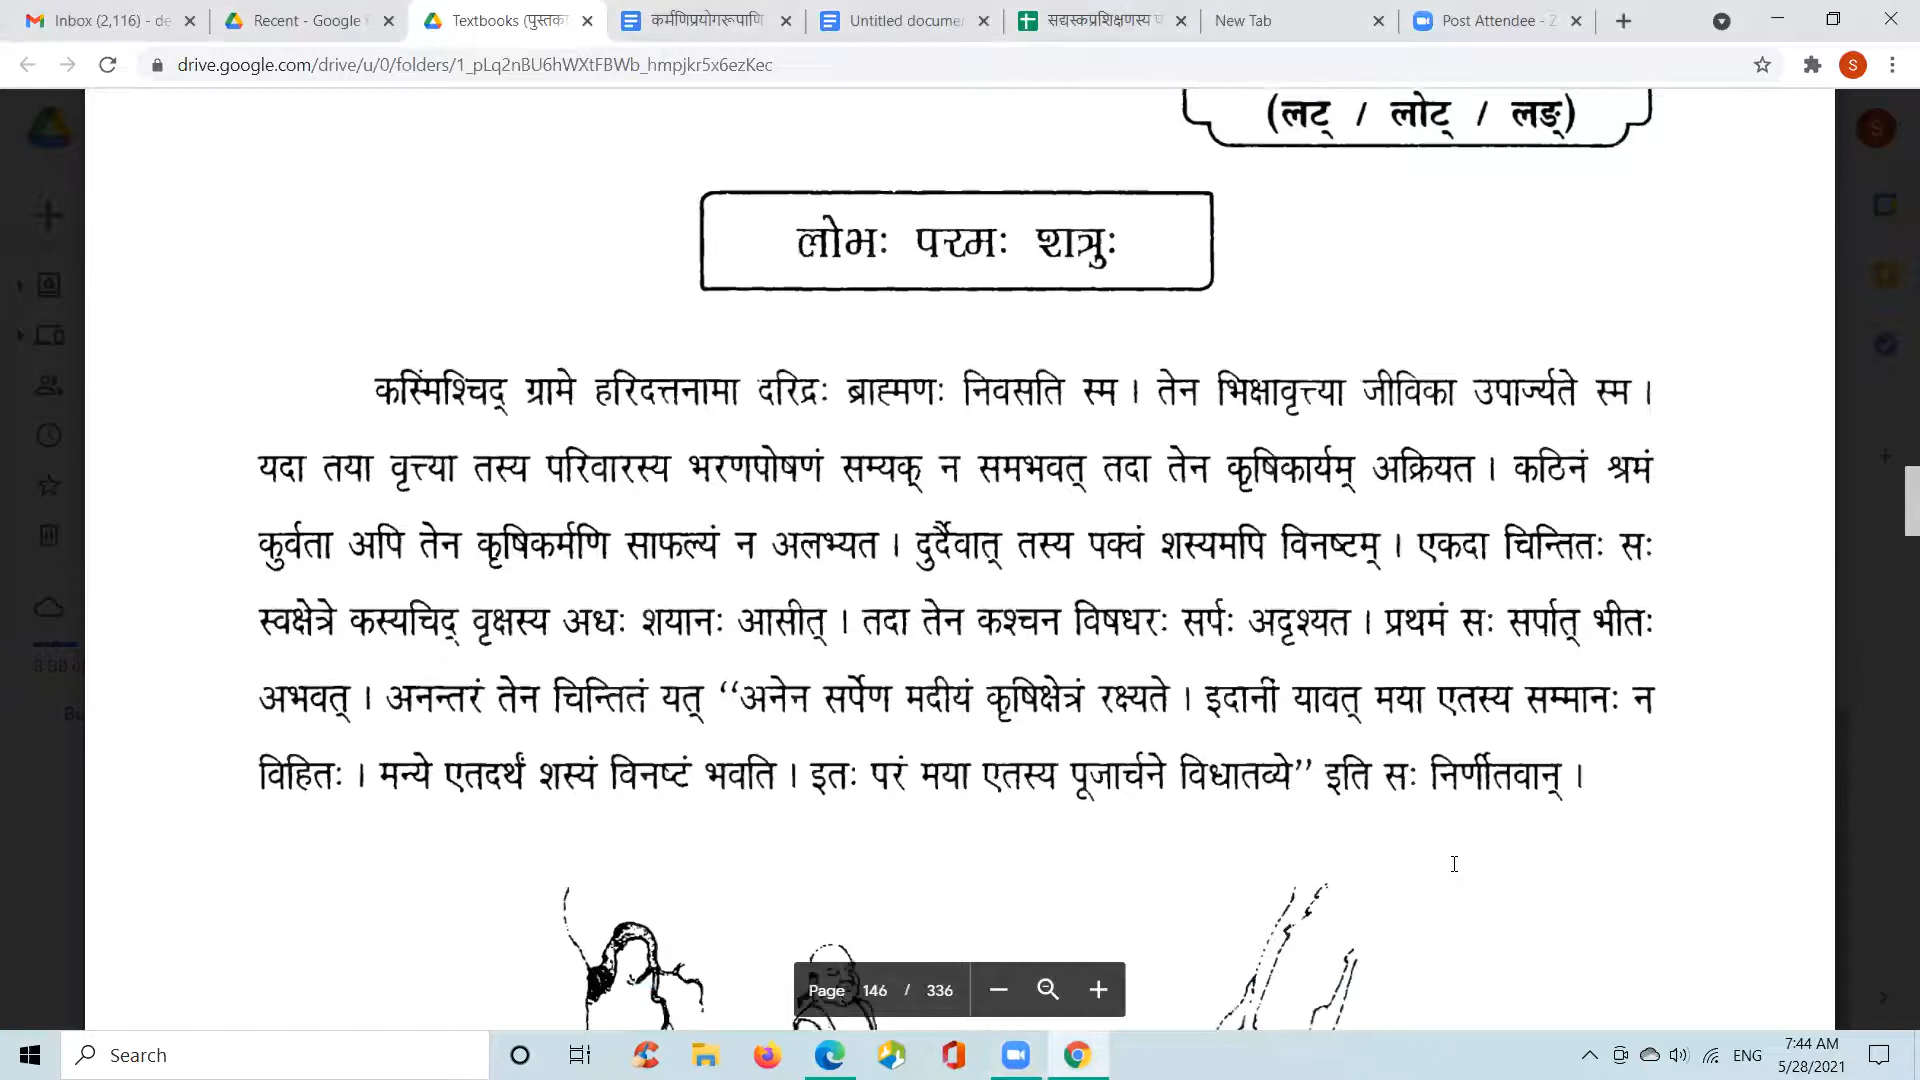 Inbox (2,116) - de
Recent - Google
Textbooks (पुस्तका
कर्मणिप्रयोगरूपाणि
Untitled documen
सद्यस्कप्रशिक्षणस्य
New Tab
Post Attendee - Z
drive.google.com/drive/u/0/folders/1_pLq2nBU6hWXtFBWb_hmpjkr5x6ezKec
S
(लट् / लोट् / लङ्)
लोभः परमः शत्रुः
कस्मिंश्चिद् ग्रामे हरिदत्तनामा दरिद्रः ब्राह्मणः निवसति स्म । तेन भिक्षावृत्त्या जीविका उपार्ज्यते स्म ।
यदा तया वृत्त्या तस्य परिवारस्य भरणपोषणं सम्यक् न समभवत् तदा तेन कृषिकार्यम् अक्रियत । कठिनं श्रमं
कुर्वता अपि तेन कृषिकर्मणि साफल्यं न अलभ्यत । दुर्दैवात् तस्य पक्वं शस्यमपि विनष्टम् । एकदा चिन्तितः सः
स्वक्षेत्रे कस्यचिद् वृक्षस्य अधः शयानः आसीत् । तदा तेन कश्चन विषधरः सर्पः अदृश्यत । प्रथमं सः सर्पात् भीतः
अभवत् । अनन्तरं तेन चिन्तितं यत् ‘‘अनेन सर्पेण मदीयं कृषिक्षेत्रं रक्ष्यते । इदानीं यावत् मया एतस्य सम्मानः न
विहितः । मन्ये एतदर्थं शस्यं विनष्टं भवति । इतः परं मया एतस्य पूजार्चने विधातव्ये’’ इति सः निर्णीतवान् ।
Page 146 / 336
Search
ENG
7:44 AM
5/28/2021